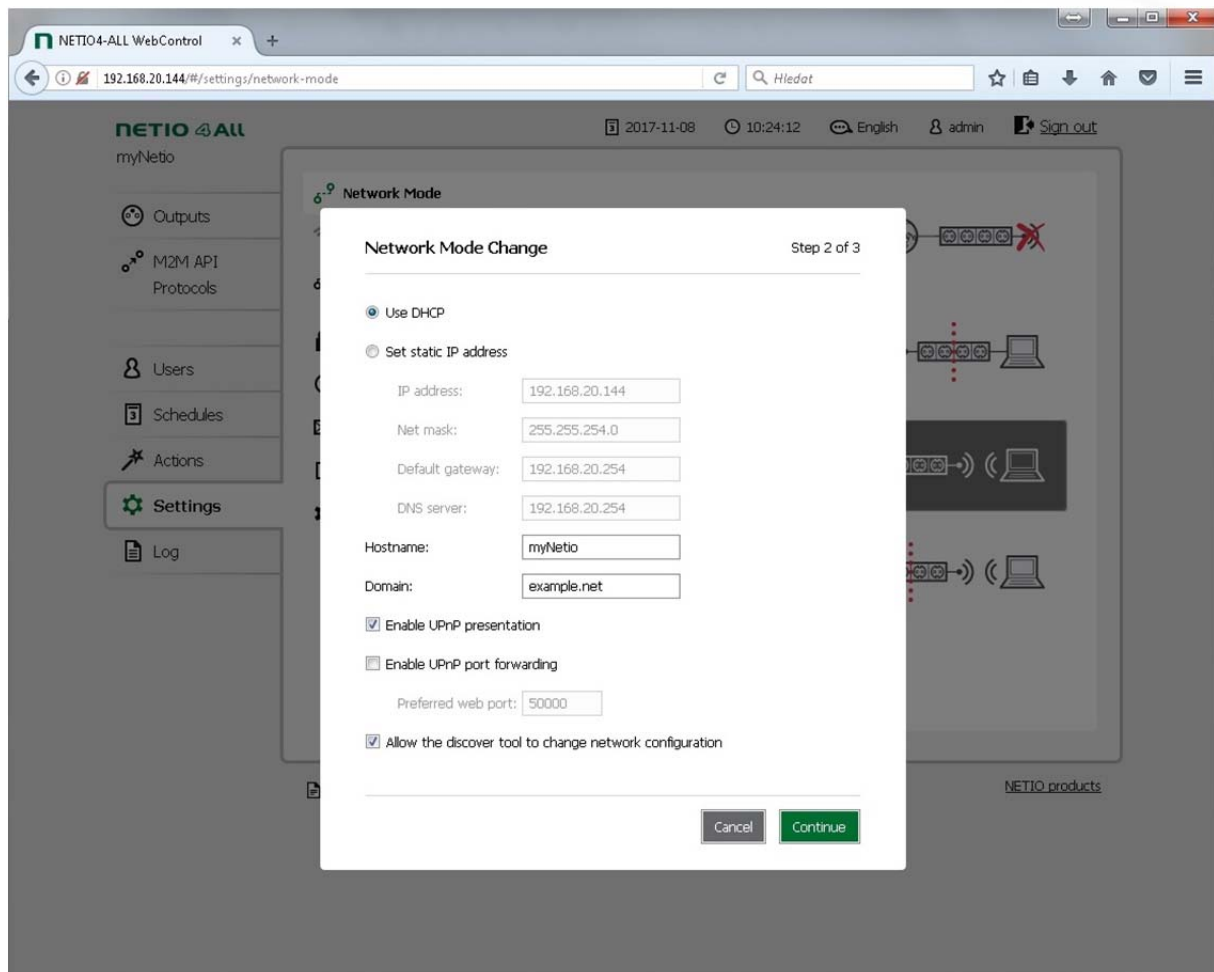 NETIO4-ALL WebControl
192.168.20.144/#/settings/network-mode
Hledat
NETIO 4All
2017-11-08
10:24:12
English
admin
Sign out
myNetio
Network Mode
Outputs
M2M API
Protocols
Users
Schedules
Actions
Settings
Log
Network Mode Change
Step 2 of 3
Use DHCP
Set static IP address
IP address: 192.168.20.144
Net mask: 255.255.254.0
Default gateway: 192.168.20.254
DNS server: 192.168.20.254
Hostname: myNetio
Domain: example.net
Enable UPnP presentation
Enable UPnP port forwarding
Preferred web port: 50000
Allow the discover tool to change network configuration
Cancel
Continue
NETIO products